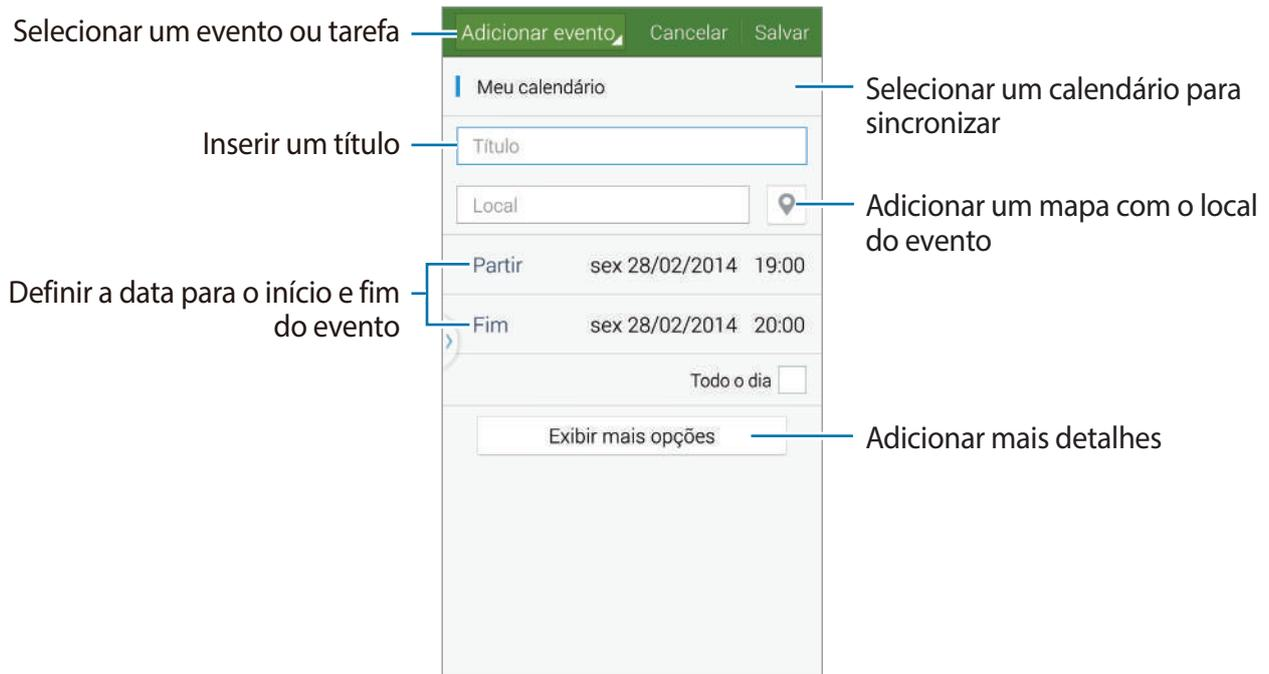 Selecionar um evento ou tarefa
Adicionar evento Cancelar Salvar
Meu calendário
Selecionar um calendário para
sincronizar
Inserir um título
Título
Local
Adicionar um mapa com o local
do evento
Definir a data para o início e fim
do evento
Partir sex 28/02/2014 19:00
Fim sex 28/02/2014 20:00
Todo o dia
Exibir mais opções
Adicionar mais detalhes